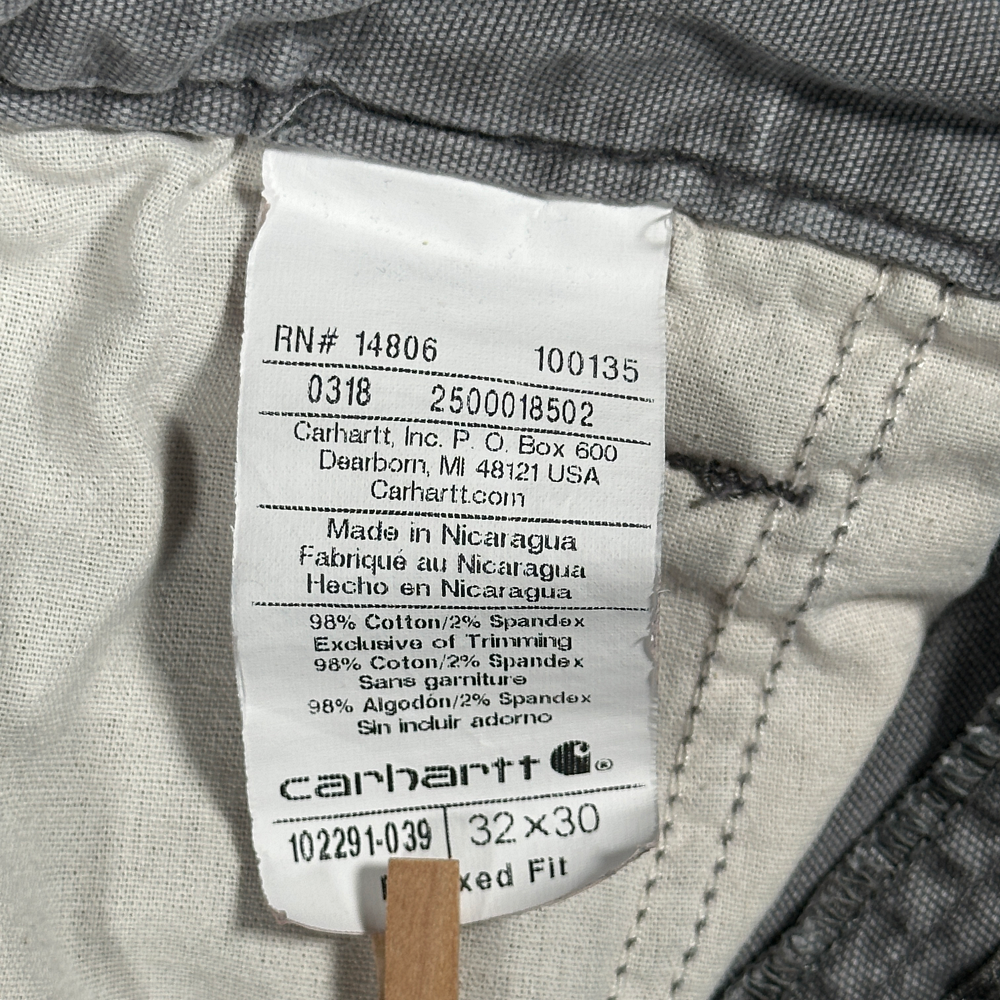 RN# 14806 100135
0318 2500018502
Carhartt, Inc. P. O. Box 600
Dearborn, MI 48121 USA
Carhartt.com
Made in Nicaragua
Fabriqué au Nicaragua
Hecho en Nicaragua
98% Cotton/2% Spandex
Exclusive of Trimming
98% Coton/2% Spandex
Sans garniture
98% Algodón/2% Spandex
Sin incluir adorno
carhartt ®
102291-039 32x30
Fit